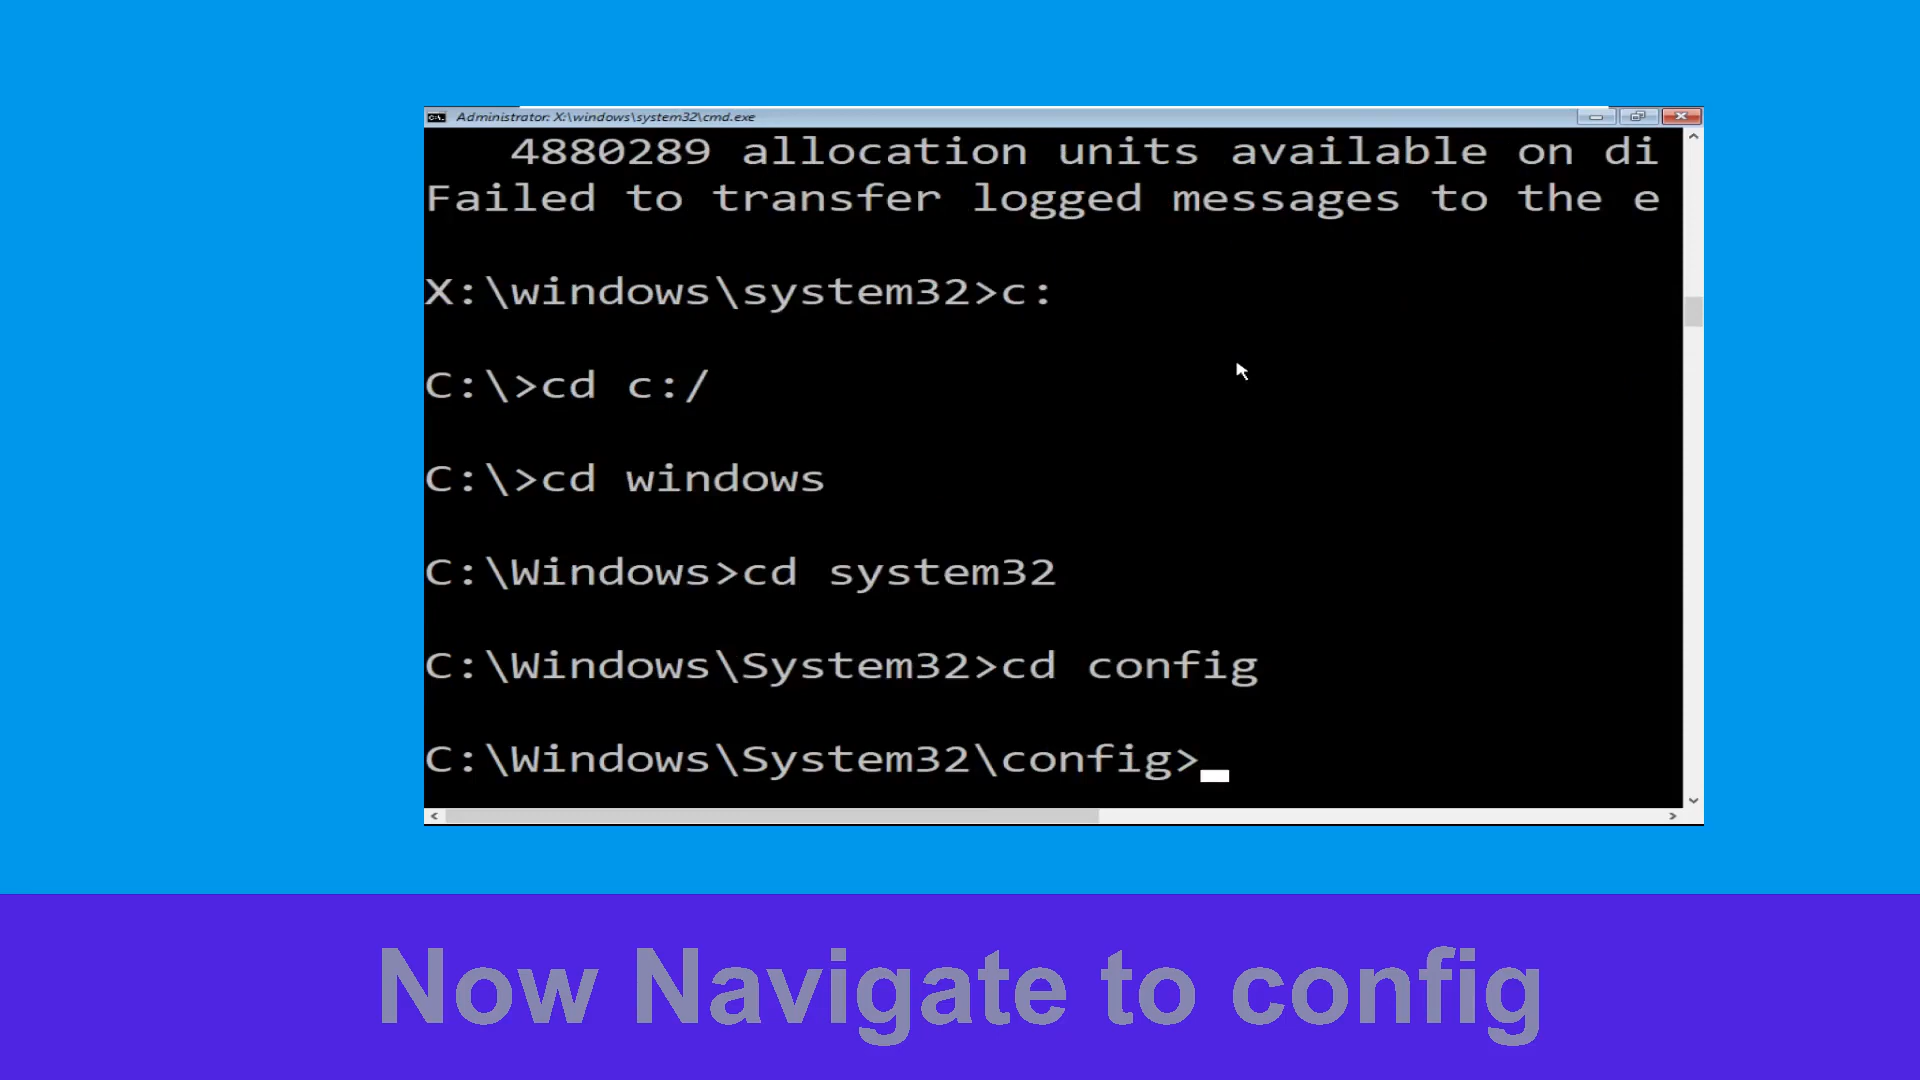 Administrator: X:\windows\system32\cmd.exe
4880289 allocation units available on di
Failed to transfer logged messages to the e
X:\windows\system32>c:
C:\>cd c:/
C:\>cd windows
C:\Windows>cd system32
C:\Windows\System32>cd config
C:\Windows\System32\config>
Now Navigate to config